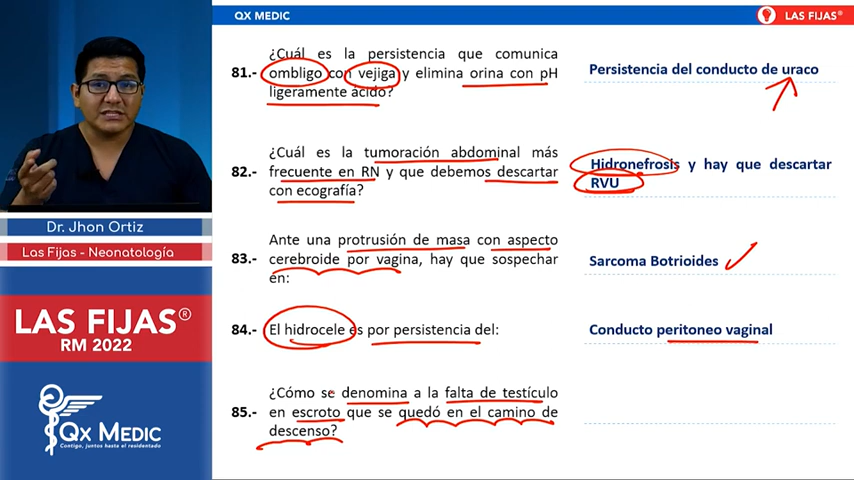 QX MEDIC
LAS FIJAS®
¿Cuál es la persistencia que comunica
81.- ombligo con vejiga y elimina orina con pH
ligeramente ácido?
Persistencia del conducto de uraco
¿Cuál es la tumoración abdominal más
82.- frecuente en RN y que debemos descartar
con ecografía?
Hidronefrosis y hay que descartar
RVU
Dr. Jhon Ortiz
Las Fijas - Neonatología
Ante una protrusión de masa con aspecto
83.- cerebroide por vagina, hay que sospechar
en:
Sarcoma Botrioides
LAS FIJAS®
RM 2022
84.- El hidrocele es por persistencia del:
Conducto peritoneo vaginal
¿Cómo se denomina a la falta de testículo
85.- en escroto que se quedó en el camino de
descenso?
QX MEDIC
Contigo, juntos hasta el residentado